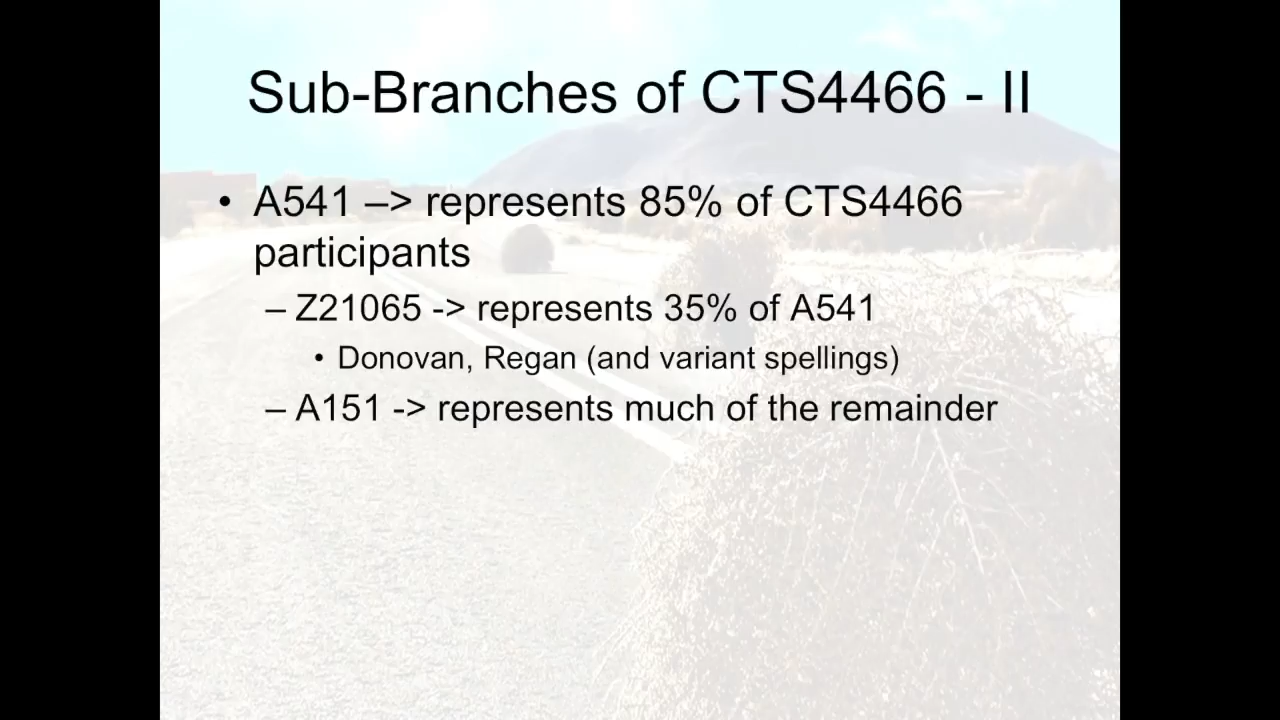 Sub-Branches of CTS4466 - II
• A541 –> represents 85% of CTS4466
participants
– Z21065 -> represents 35% of A541
• Donovan, Regan (and variant spellings)
– A151 -> represents much of the remainder